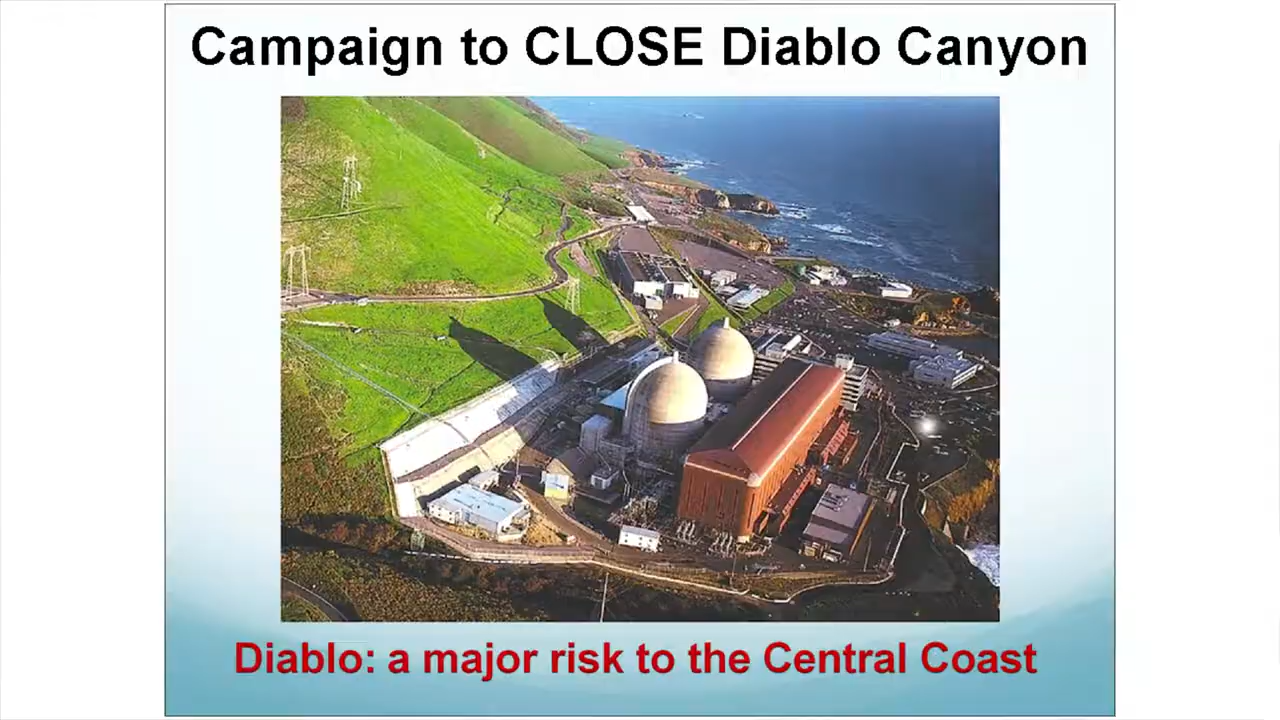 Campaign to CLOSE Diablo Canyon
Diablo: a major risk to the Central Coast